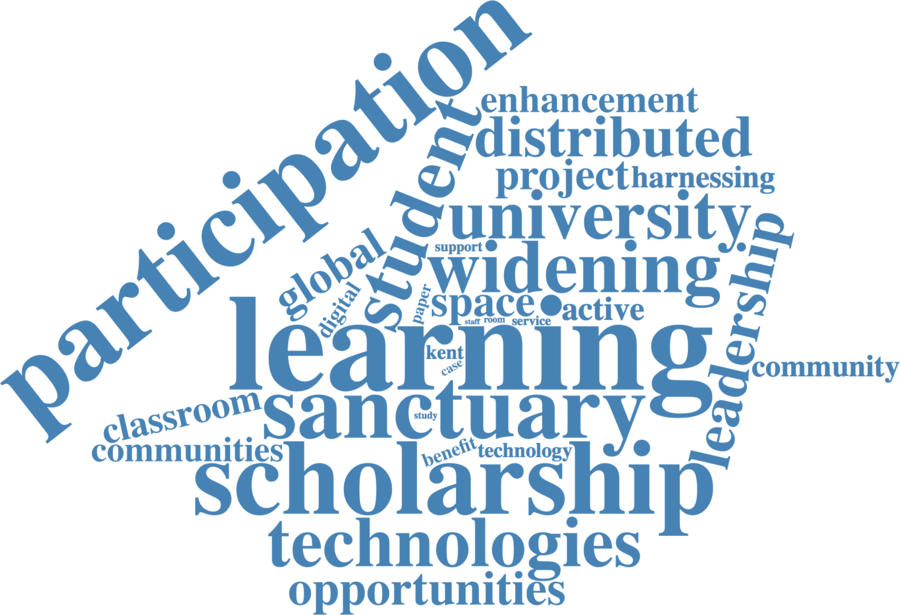 participation
enhancement
student
distributed
project
harnessing
university
global
support
widening
leadership
digital
paper
space
active
staff
room
service
learning
kent
case
community
classroom
sanctuary
study
communities
benefit
technology
scholarship
technologies
opportunities